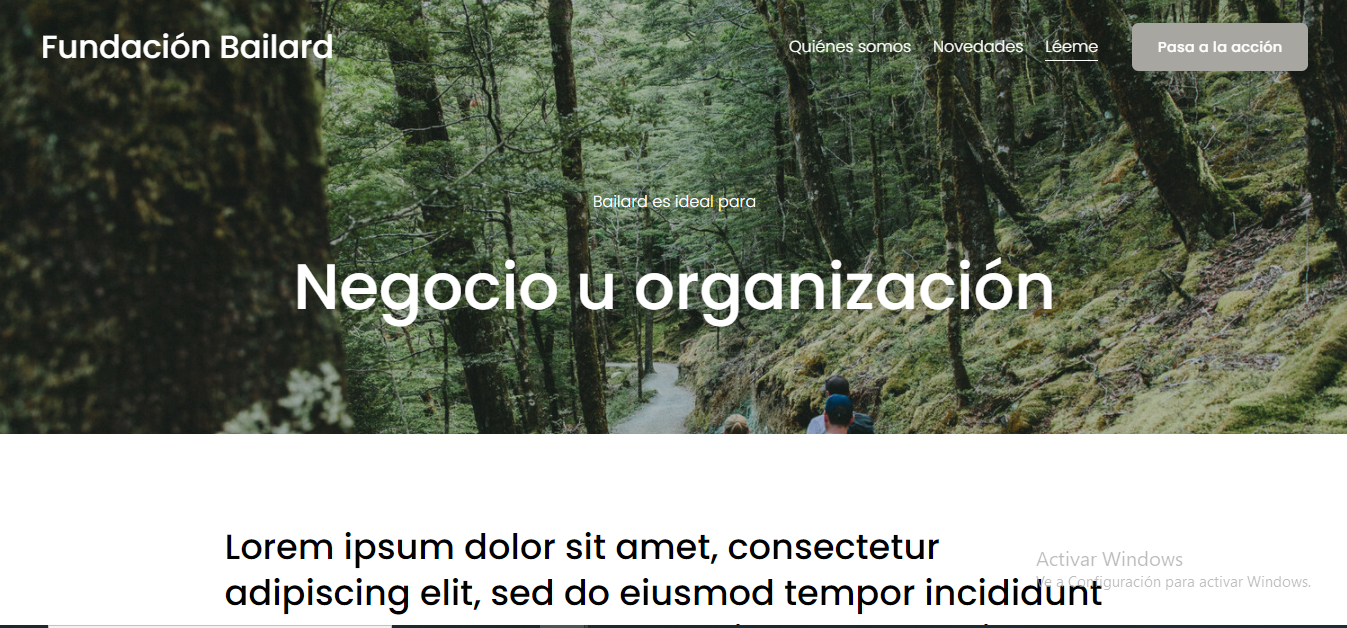 Fundación Bailard
Quiénes somos Novedades Léeme Pasa a la acción
Bailard es ideal para
Negocio u organización
Lorem ipsum dolor sit amet, consectetur
adipiscing elit, sed do eiusmod tempor incididunt
Activar Windows
Ve a Configuración para activar Windows.